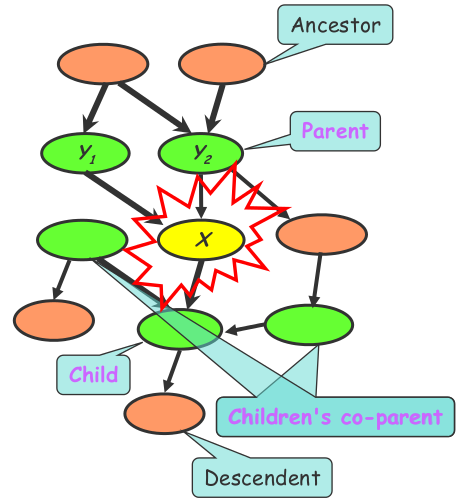 Ancestor
Parent
Y1
Y2
X
Child
Children's co-parent
Descendent